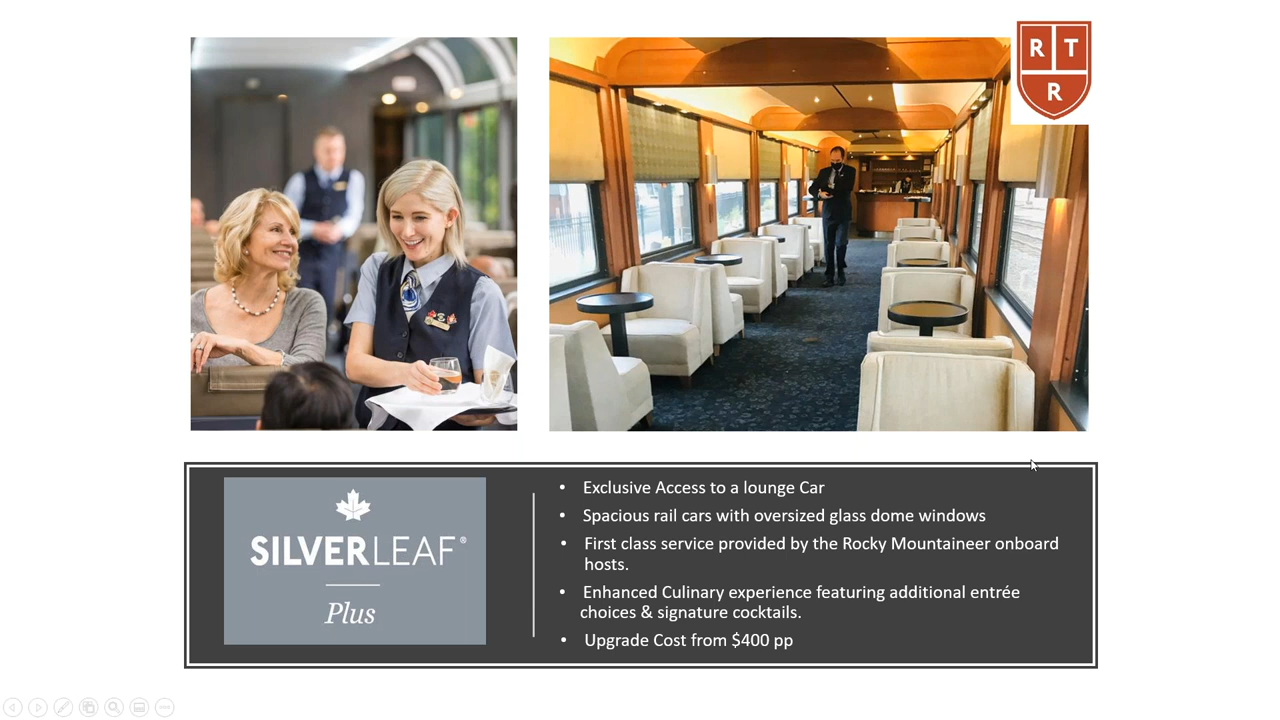 R T
R
• Exclusive Access to a lounge Car
• Spacious rail cars with oversized glass dome windows
• First class service provided by the Rocky Mountaineer onboard
hosts.
• Enhanced Culinary experience featuring additional entrée
choices & signature cocktails.
• Upgrade Cost from $400 pp
SILVERLEAF®
Plus